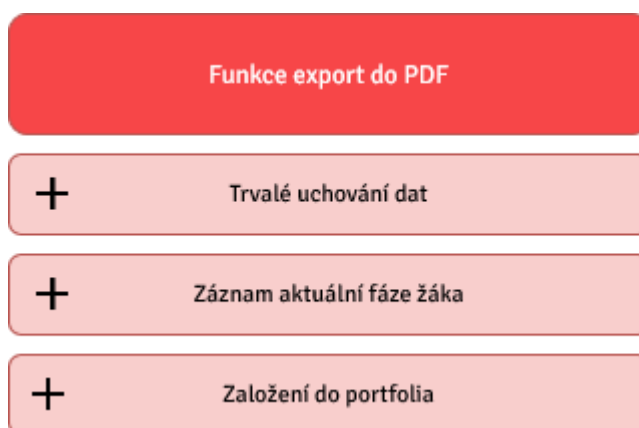 Funkce export do PDF
+ Trvalé uchování dat
+ Záznam aktuální fáze žáka
+ Založení do portfolia